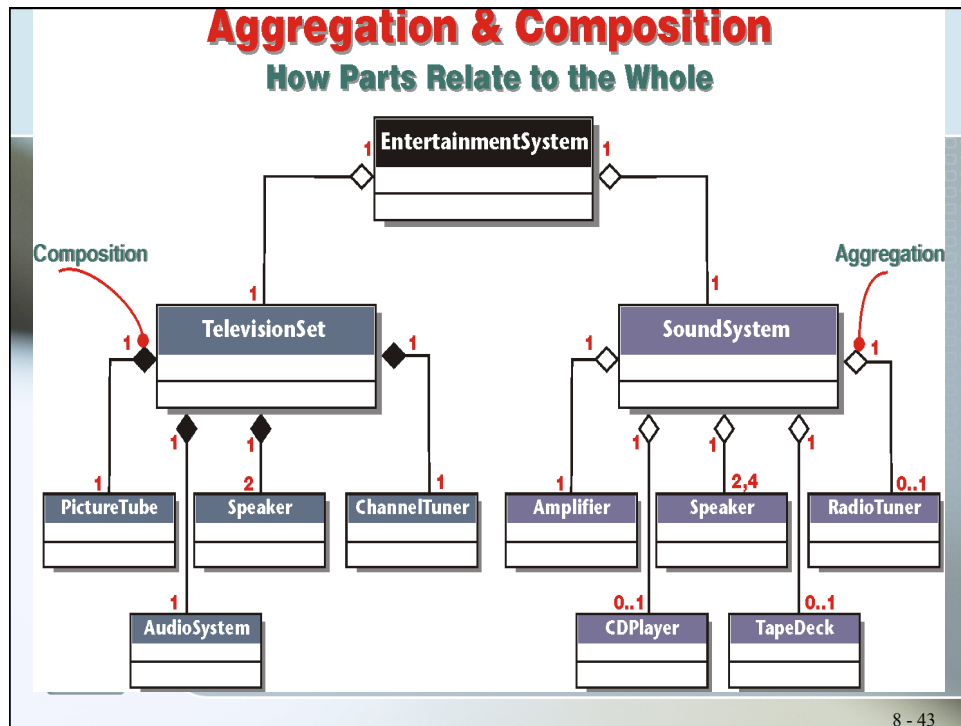 Aggregation & Composition
How Parts Relate to the Whole
EntertainmentSystem
1
1
Composition
Aggregation
1
1
TelevisionSet
SoundSystem
1
1
1
1
1
1
1
1
1
1
2
1
1
2,4
0..1
PictureTube
Speaker
ChannelTuner
Amplifier
Speaker
RadioTuner
1
0..1
0..1
AudioSystem
CDPlayer
TapeDeck
8 - 43